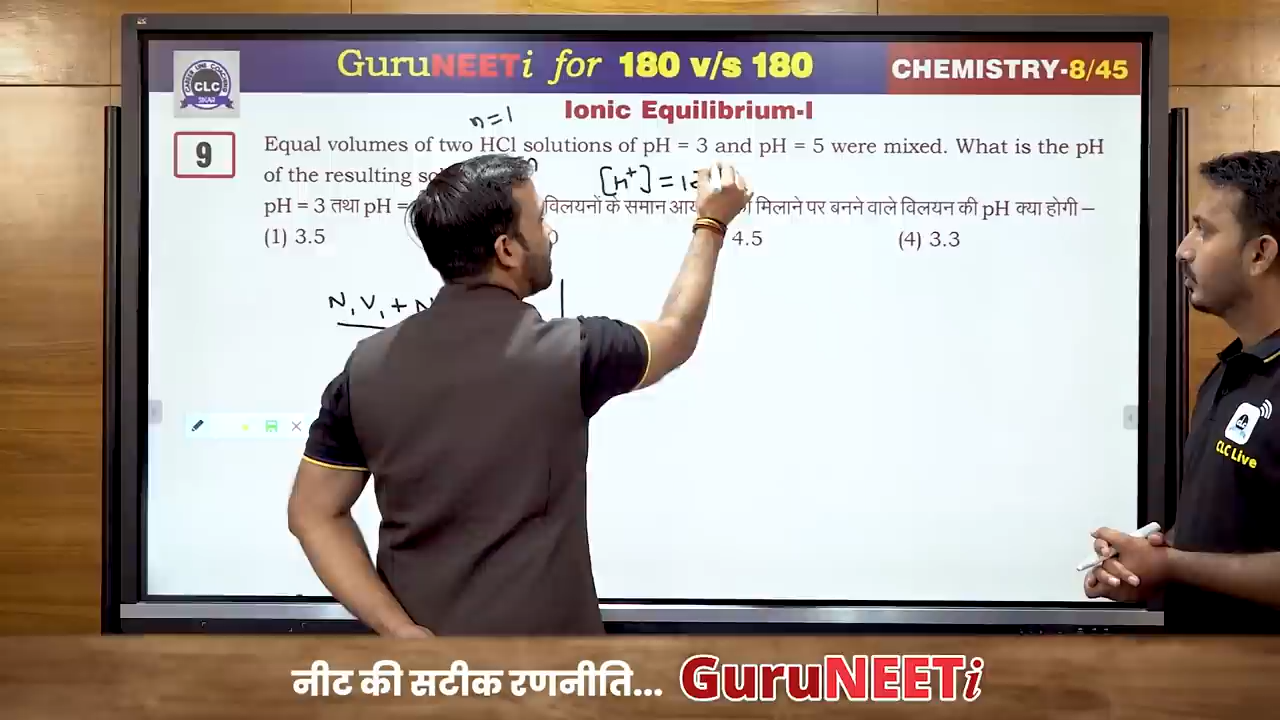 GuruNEETi for 180 v/s 180
CHEMISTRY-8/45
CLC
SIKAR
Ionic Equilibrium-I
n=1
9
Equal volumes of two HCl solutions of pH = 3 and pH = 5 were mixed. What is the pH
of the resulting
[H⁺] =
pH = 3 तथा pH = विलयनों के समान मिलाने पर बनने वाले विलयन की pH क्या होगी –
(1) 3.5 4.5 (4) 3.3
N₁V₁ +
CLC Live
नीट की सटीक रणनीति... GuruNEETi